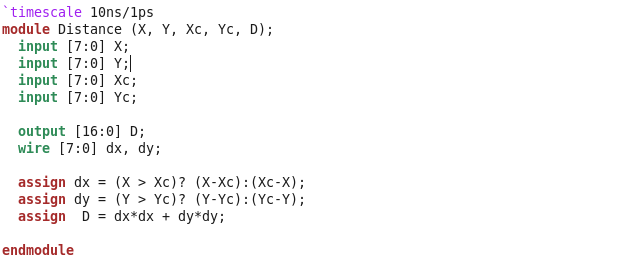 `timescale 10ns/1ps
module Distance (X, Y, Xc, Yc, D);
  input [7:0] X;
  input [7:0] Y;
  input [7:0] Xc;
  input [7:0] Yc;

  output [16:0] D;
  wire [7:0] dx, dy;

  assign dx = (X > Xc)? (X-Xc):(Xc-X);
  assign dy = (Y > Yc)? (Y-Yc):(Yc-Y);
  assign  D = dx*dx + dy*dy;

endmodule